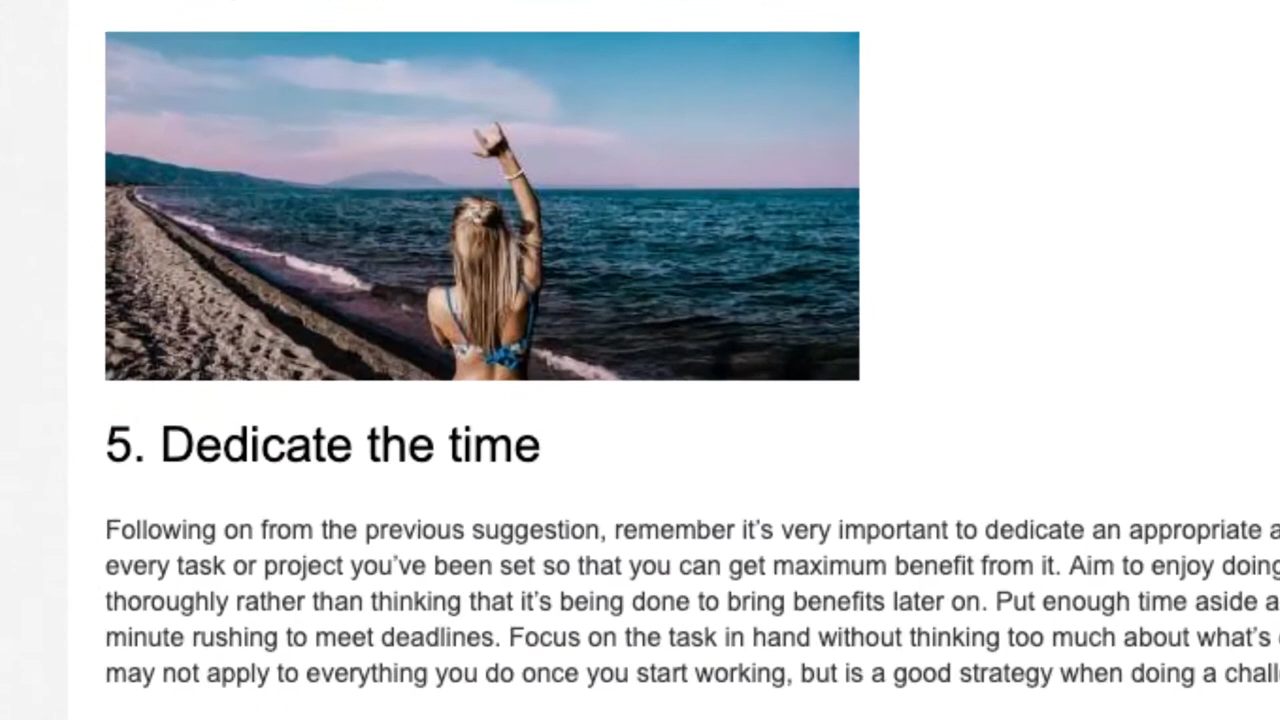 5. Dedicate the time
Following on from the previous suggestion, remember it’s very important to dedicate an appropriate
every task or project you’ve been set so that you can get maximum benefit from it. Aim to enjoy doing
thoroughly rather than thinking that it’s being done to bring benefits later on. Put enough time aside
minute rushing to meet deadlines. Focus on the task in hand without thinking too much about what’s
may not apply to everything you do once you start working, but is a good strategy when doing a